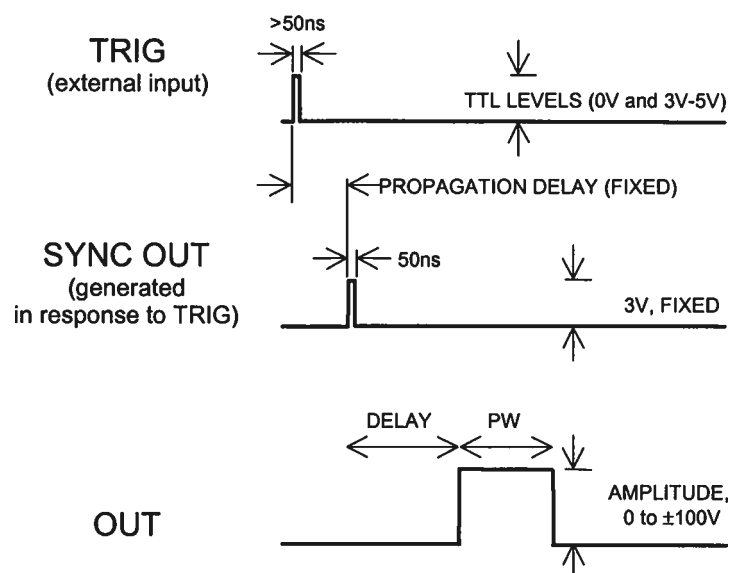 >50ns
TRIG
(external input)
TTL LEVELS (0V and 3V-5V)
PROPAGATION DELAY (FIXED)
SYNC OUT
(generated
in response to TRIG)
50ns
3V, FIXED
DELAY
PW
AMPLITUDE,
0 to ±100V
OUT